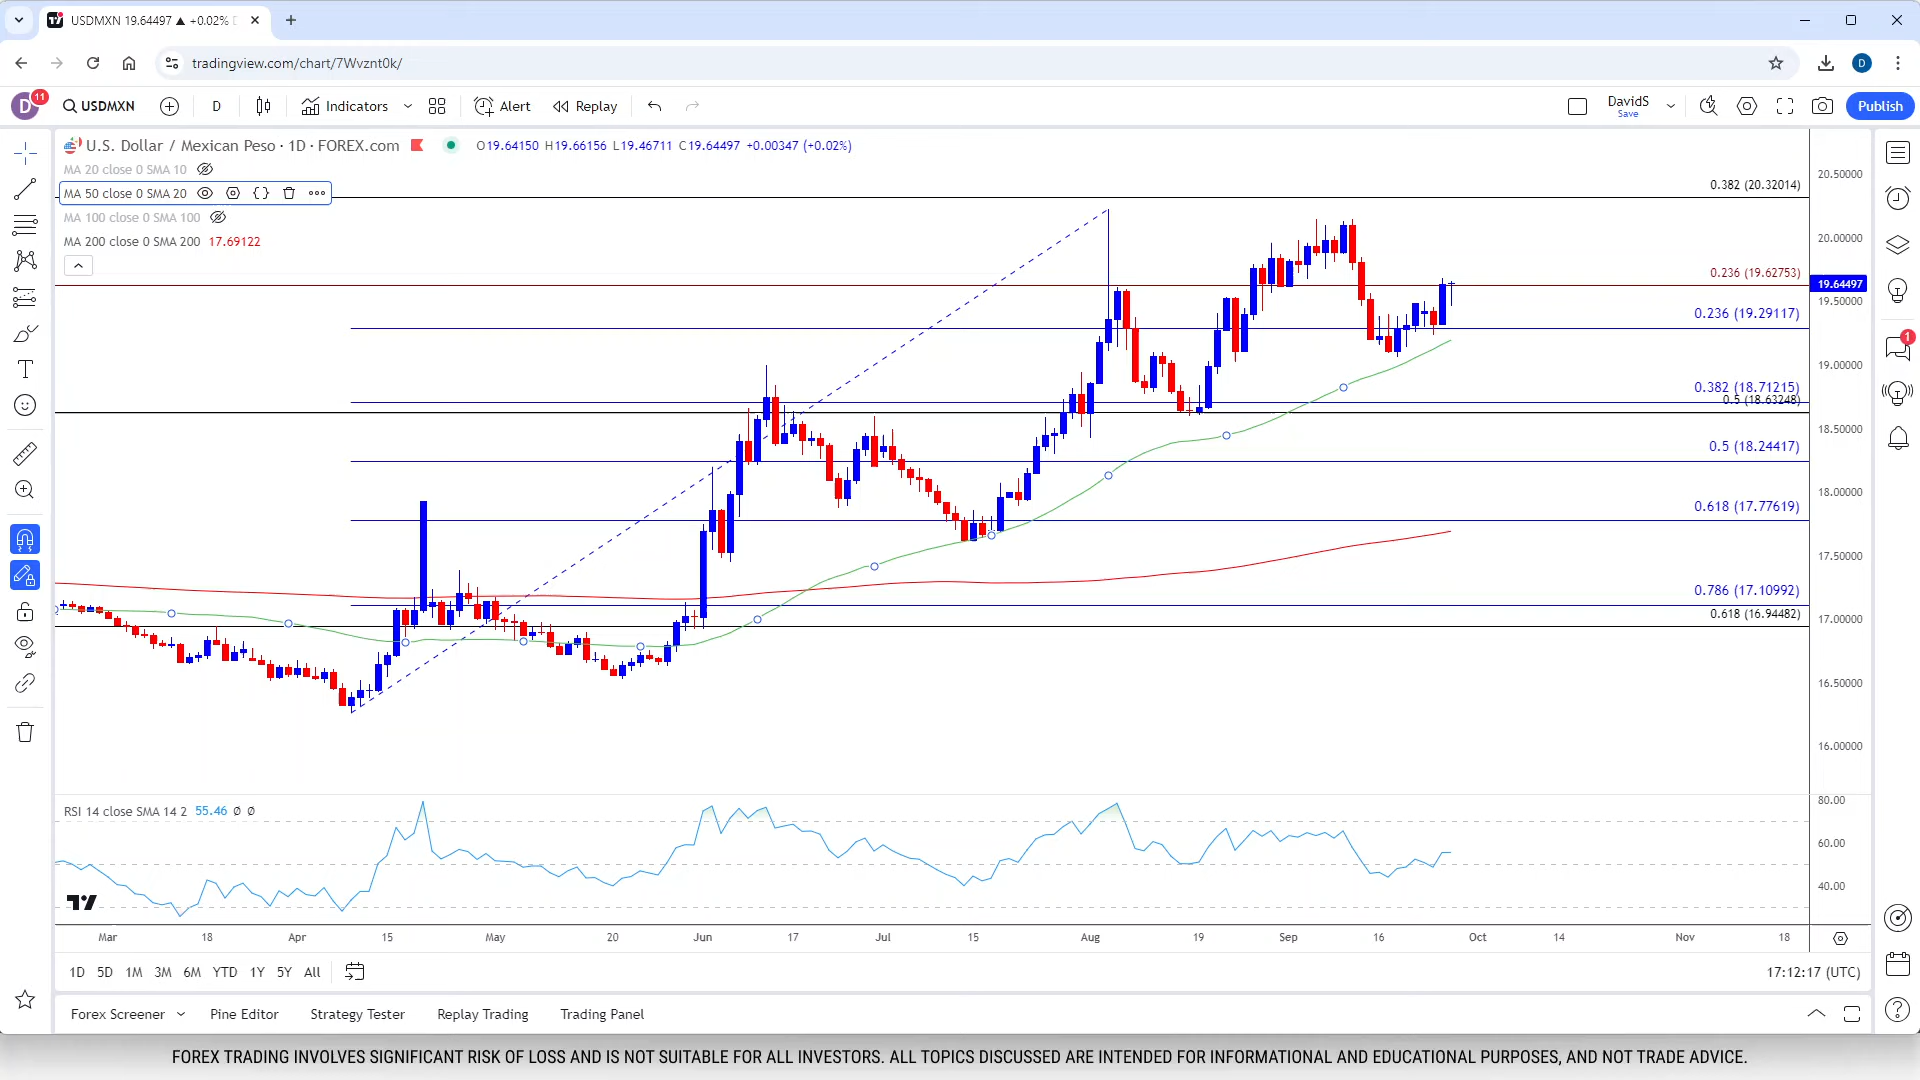 USDMXN 19.64497 ▲ +0.02%
tradingview.com/chart/7Wvznt0k/
D
D 11 USDMXN D Indicators Alert Replay DavidS Save Publish
U.S. Dollar / Mexican Peso · 1D · FOREX.com O19.64150 H19.66156 L19.46711 C19.64497 +0.00347 (+0.02%)
MA 20 close 0 SMA 10
MA 50 close 0 SMA 20
MA 100 close 0 SMA 100
MA 200 close 0 SMA 200 17.69122
0.382 (20.32014)
0.236 (19.62753)
0.236 (19.29117)
0.382 (18.71215)
0.5 (18.63248)
0.5 (18.24417)
0.618 (17.77619)
0.786 (17.10992)
0.618 (16.94482)
20.50000
20.00000
19.64497
19.50000
19.00000
18.50000
18.00000
17.50000
17.00000
16.50000
16.00000
1
RSI 14 close SMA 14 2 55.46 Ø Ø
80.00
60.00
40.00
Mar 18 Apr 15 May 20 Jun 17 Jul 15 Aug 19 Sep 16 Oct 14 Nov 18
1D 5D 1M 3M 6M YTD 1Y 5Y All 17:12:17 (UTC)
Forex Screener Pine Editor Strategy Tester Replay Trading Trading Panel
FOREX TRADING INVOLVES SIGNIFICANT RISK OF LOSS AND IS NOT SUITABLE FOR ALL INVESTORS. ALL TOPICS DISCUSSED ARE INTENDED FOR INFORMATIONAL AND EDUCATIONAL PURPOSES, AND NOT TRADE ADVICE.